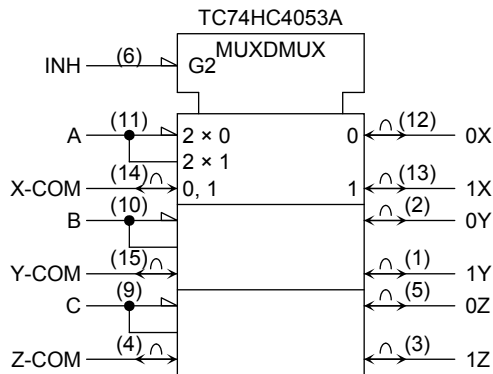 TC74HC4053A
MUXDMUX
INH (6) G2
A (11) 2 × 0 0 (12) 0X
2 × 1
X-COM (14) 0, 1 1 (13) 1X
B (10) (2) 0Y
Y-COM (15) (1) 1Y
C (9) (5) 0Z
Z-COM (4) (3) 1Z